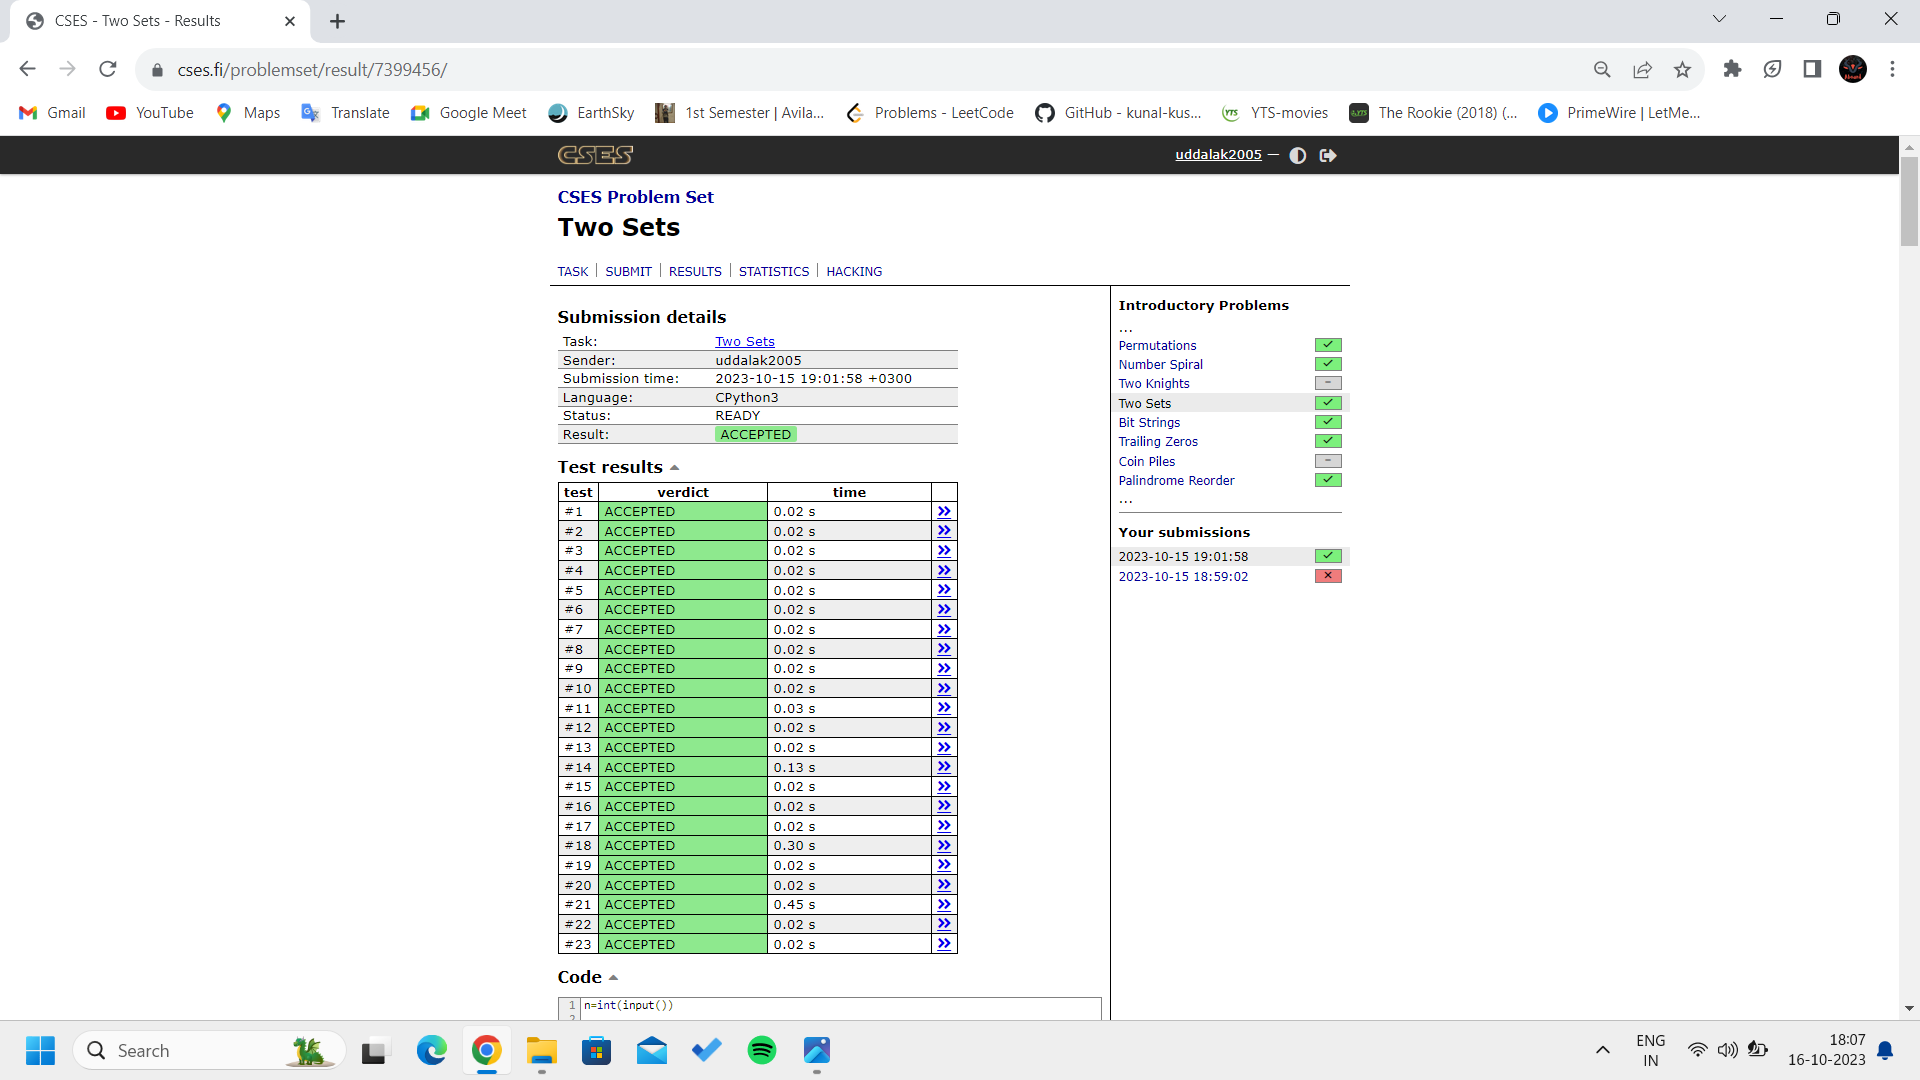 CSES - Two Sets - Results
cses.fi/problemset/result/7399456/
Gmail YouTube Maps Translate Google Meet EarthSky 1st Semester | Avila... Problems - LeetCode GitHub - kunal-kus... YTS-movies The Rookie (2018) (... PrimeWire | LetMe...
CSES uddalak2005 —
CSES Problem Set
Two Sets
TASK | SUBMIT | RESULTS | STATISTICS | HACKING
Submission details
Task: Two Sets
Sender: uddalak2005
Submission time: 2023-10-15 19:01:58 +0300
Language: CPython3
Status: READY
Result: ACCEPTED
Test results
test verdict time
#1 ACCEPTED 0.02 s »
#2 ACCEPTED 0.02 s »
#3 ACCEPTED 0.02 s »
#4 ACCEPTED 0.02 s »
#5 ACCEPTED 0.02 s »
#6 ACCEPTED 0.02 s »
#7 ACCEPTED 0.02 s »
#8 ACCEPTED 0.02 s »
#9 ACCEPTED 0.02 s »
#10 ACCEPTED 0.02 s »
#11 ACCEPTED 0.03 s »
#12 ACCEPTED 0.02 s »
#13 ACCEPTED 0.02 s »
#14 ACCEPTED 0.13 s »
#15 ACCEPTED 0.02 s »
#16 ACCEPTED 0.02 s »
#17 ACCEPTED 0.02 s »
#18 ACCEPTED 0.30 s »
#19 ACCEPTED 0.02 s »
#20 ACCEPTED 0.02 s »
#21 ACCEPTED 0.45 s »
#22 ACCEPTED 0.02 s »
#23 ACCEPTED 0.02 s »
Code
1 n=int(input())
2
Introductory Problems
...
Permutations
Number Spiral
Two Knights
Two Sets
Bit Strings
Trailing Zeros
Coin Piles
Palindrome Reorder
...
Your submissions
2023-10-15 19:01:58
2023-10-15 18:59:02
Search
ENG
IN
18:07
16-10-2023